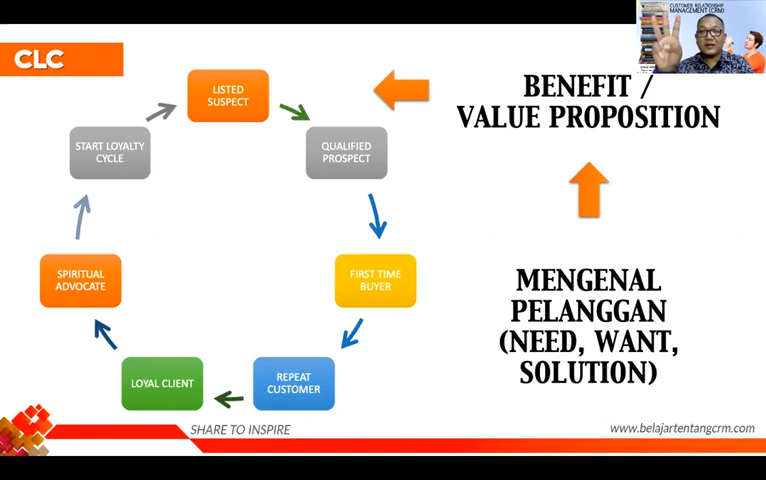 CUSTOMER RELATIONSHIP
MANAGEMENT (CRM)
CLC
LISTED
SUSPECT
QUALIFIED
PROSPECT
FIRST TIME
BUYER
REPEAT
CUSTOMER
LOYAL CLIENT
SPIRITUAL
ADVOCATE
START LOYALTY
CYCLE
BENEFIT /
VALUE PROPOSITION
MENGENAL
PELANGGAN
(NEED, WANT,
SOLUTION)
SHARE TO INSPIRE
www.belajartentangcrm.com